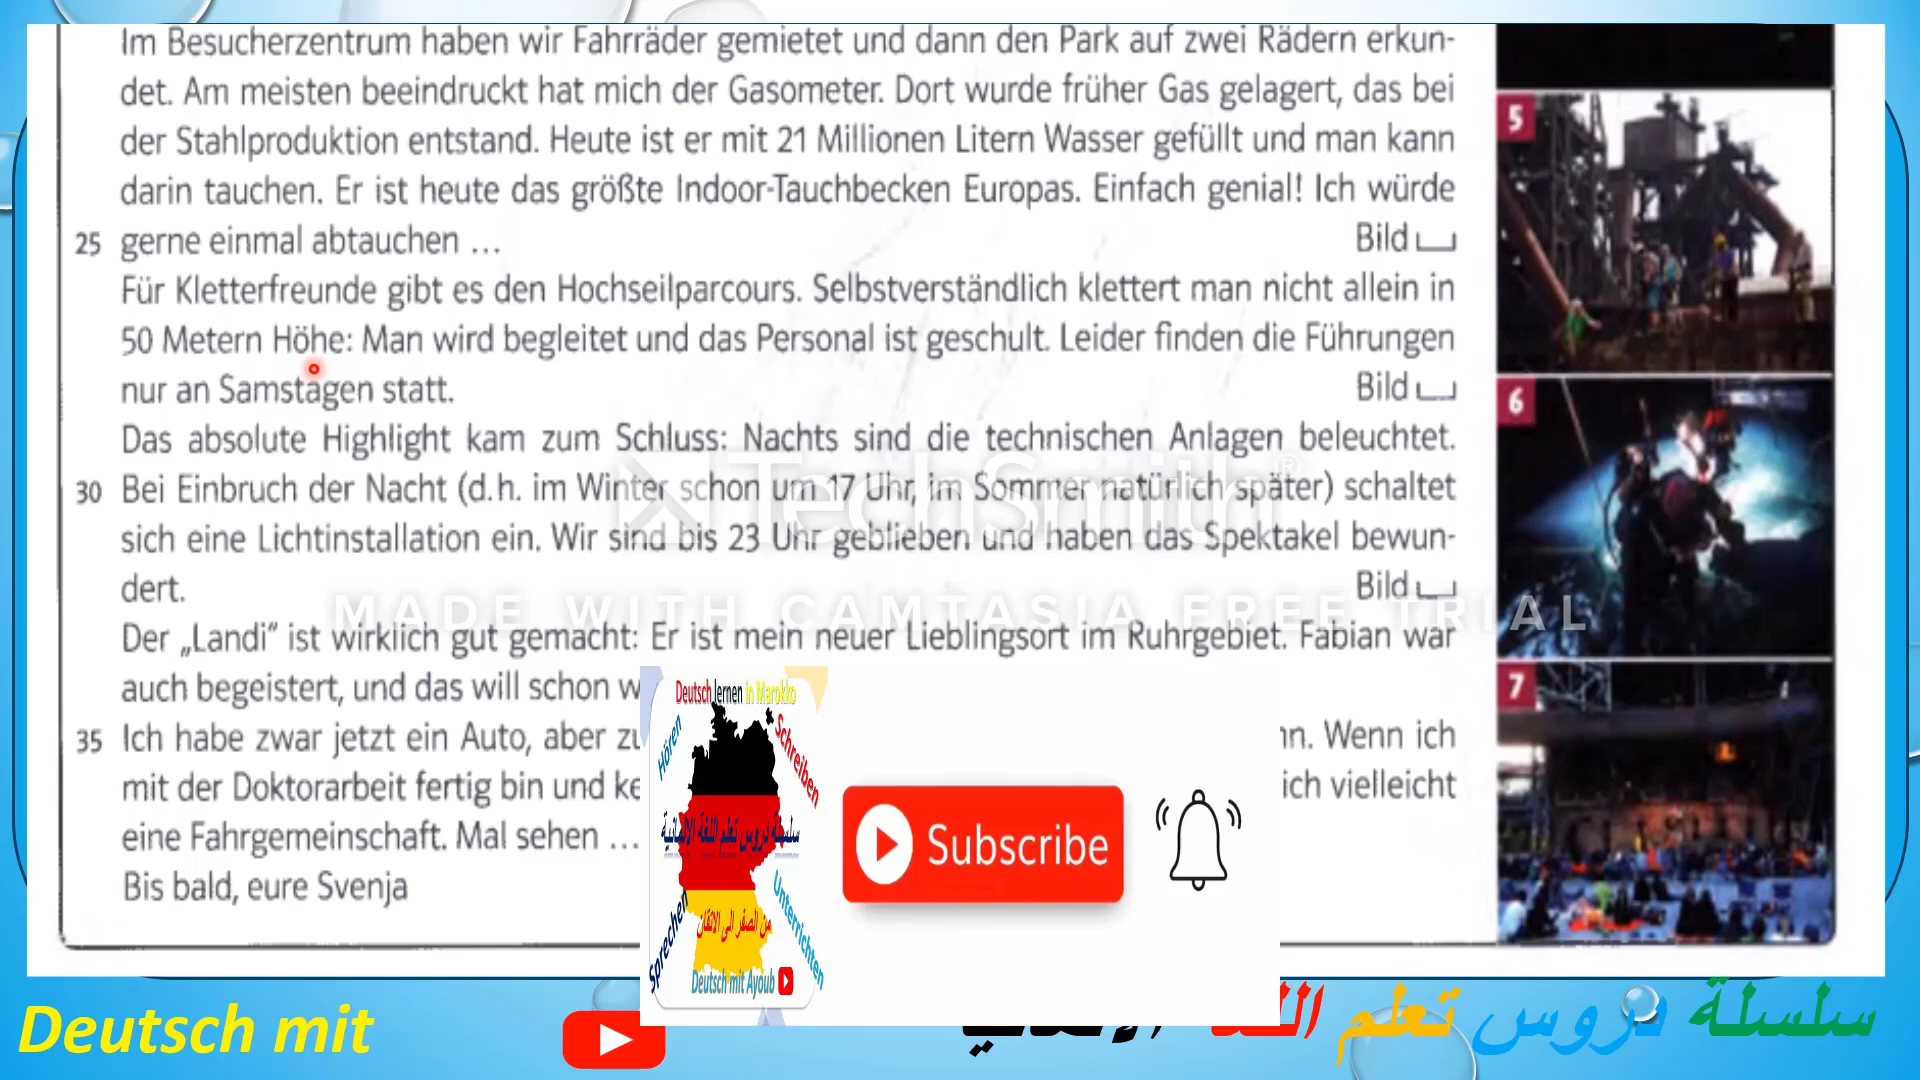 Im Besucherzentrum haben wir Fahrräder gemietet und dann den Park auf zwei Rädern erkun-
det. Am meisten beeindruckt hat mich der Gasometer. Dort wurde früher Gas gelagert, das bei
der Stahlproduktion entstand. Heute ist er mit 21 Millionen Litern Wasser gefüllt und man kann
darin tauchen. Er ist heute das größte Indoor-Tauchbecken Europas. Einfach genial! Ich würde
25 gerne einmal abtauchen ... Bild
Für Kletterfreunde gibt es den Hochseilparcours. Selbstverständlich klettert man nicht allein in
50 Metern Höhe: Man wird begleitet und das Personal ist geschult. Leider finden die Führungen
nur an Samstagen statt. Bild
Das absolute Highlight kam zum Schluss: Nachts sind die technischen Anlagen beleuchtet.
30 Bei Einbruch der Nacht (d.h. im Winter schon um 17 Uhr, im Sommer natürlich später) schaltet
sich eine Lichtinstallation ein. Wir sind bis 23 Uhr geblieben und haben das Spektakel bewun-
dert. Bild
Der „Landi" ist wirklich gut gemacht: Er ist mein neuer Lieblingsort im Ruhrgebiet. Fabian war
auch begeistert, und das will schon
35 Ich habe zwar jetzt ein Auto, aber
Wenn ich
mit der Doktorarbeit fertig bin und
ich vielleicht
eine Fahrgemeinschaft. Mal sehen ...
Bis bald, eure Svenja
5
6
7
TechSmith®
MADE WITH CAMTASIA FREE TRIAL
Deutsch lernen in Marokko
Hören
Schreiben
سلسلة دروس تعلم اللغة الالمانية
Sprechen
Unterrichten
من الصفر الى الاتقان
Deutsch mit Ayoub
Subscribe
Deutsch mit
سلسلة دروس تعلم